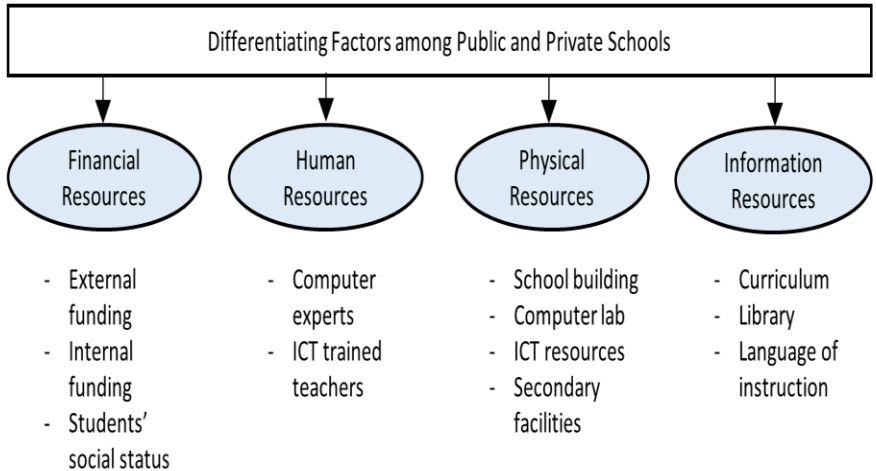 Differentiating Factors among Public and Private Schools
Financial
Resources
Human
Resources
Physical
Resources
Information
Resources
- External
funding
- Internal
funding
- Students’
social status
- Computer
experts
- ICT trained
teachers
- School building
- Computer lab
- ICT resources
- Secondary
facilities
- Curriculum
- Library
- Language of
instruction